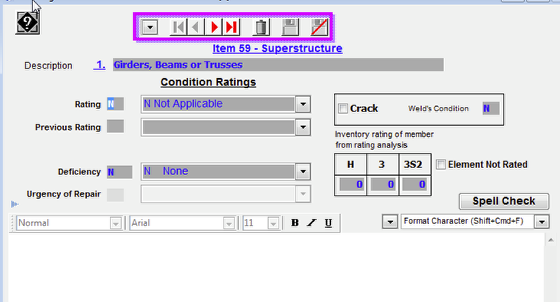 ?
Item 59 - Superstructure
Description 1. Girders, Beams or Trusses
Condition Ratings
Rating N N Not Applicable
Crack Weld's Condition N
Previous Rating
Inventory rating of member
from rating analysis
H 3 3S2
Element Not Rated
Deficiency N N None
0 0 0
Urgency of Repair
Spell Check
Normal Arial 11 B I U Format Character (Shift+Cmd+F)